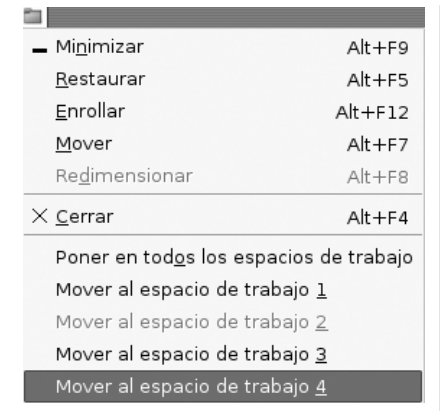 Minimizar Alt+F9
Restaurar Alt+F5
Enrollar Alt+F12
Mover Alt+F7
Redimensionar Alt+F8
Cerrar Alt+F4
Poner en todos los espacios de trabajo
Mover al espacio de trabajo 1
Mover al espacio de trabajo 2
Mover al espacio de trabajo 3
Mover al espacio de trabajo 4